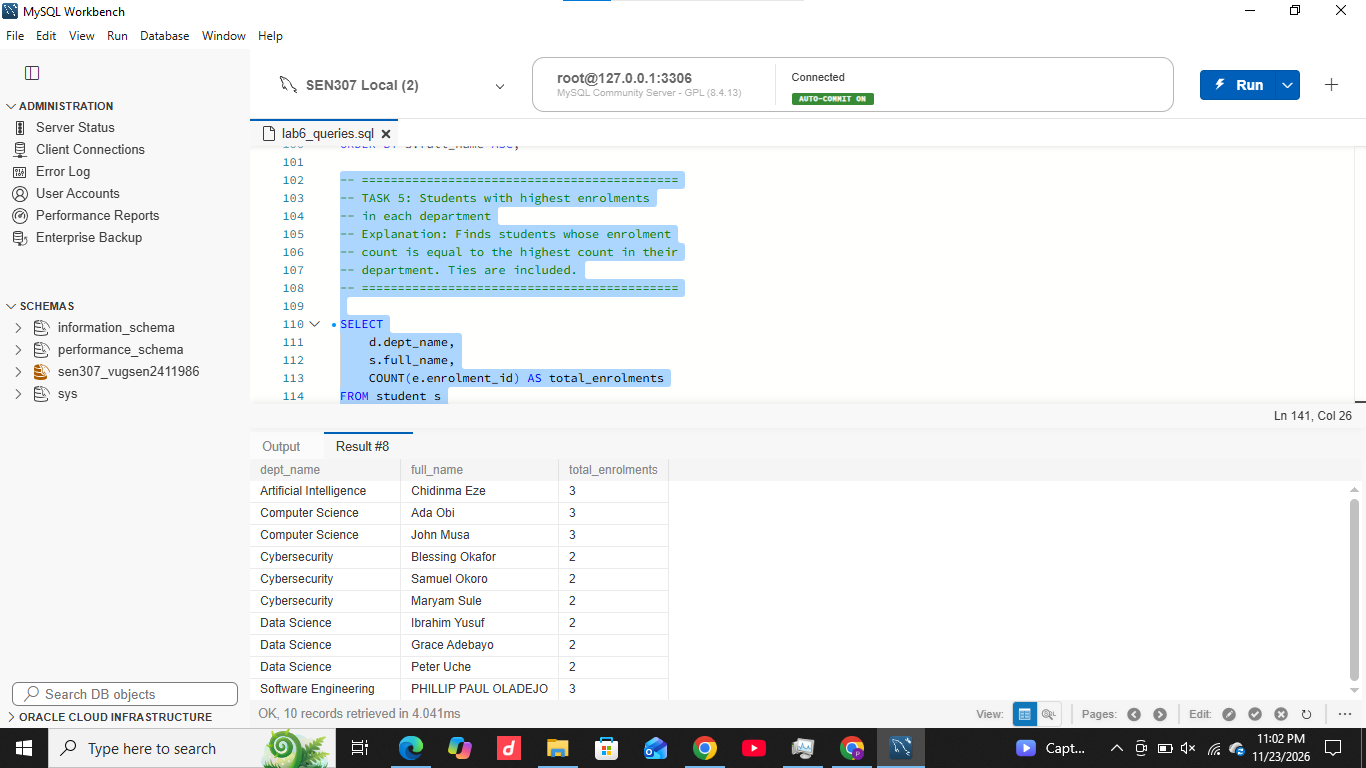 MySQL Workbench
File Edit View Run Database Window Help
SEN307 Local (2)
root@127.0.0.1:3306
MySQL Community Server - GPL (8.4.13)
Connected
AUTO-COMMIT ON
Run
ADMINISTRATION
Server Status
Client Connections
Error Log
User Accounts
Performance Reports
Enterprise Backup
SCHEMAS
information_schema
performance_schema
sen307_vugsen2411986
sys
Search DB objects
ORACLE CLOUD INFRASTRUCTURE
lab6_queries.sql
100 ORDER BY s.full_name ASC;
101
102 -- ============================================
103 -- TASK 5: Students with highest enrolments
104 -- in each department
105 -- Explanation: Finds students whose enrolment
106 -- count is equal to the highest count in their
107 -- department. Ties are included.
108 -- ============================================
109
110 SELECT
111 d.dept_name,
112 s.full_name,
113 COUNT(e.enrolment_id) AS total_enrolments
114 FROM student s
Ln 141, Col 26
Output Result #8
dept_name full_name total_enrolments
Artificial Intelligence Chidinma Eze 3
Computer Science Ada Obi 3
Computer Science John Musa 3
Cybersecurity Blessing Okafor 2
Cybersecurity Samuel Okoro 2
Cybersecurity Maryam Sule 2
Data Science Ibrahim Yusuf 2
Data Science Grace Adebayo 2
Data Science Peter Uche 2
Software Engineering PHILLIP PAUL OLADEJO 3
OK, 10 records retrieved in 4.041ms
View: Pages: Edit:
Type here to search
Capt...
11:02 PM
11/23/2026